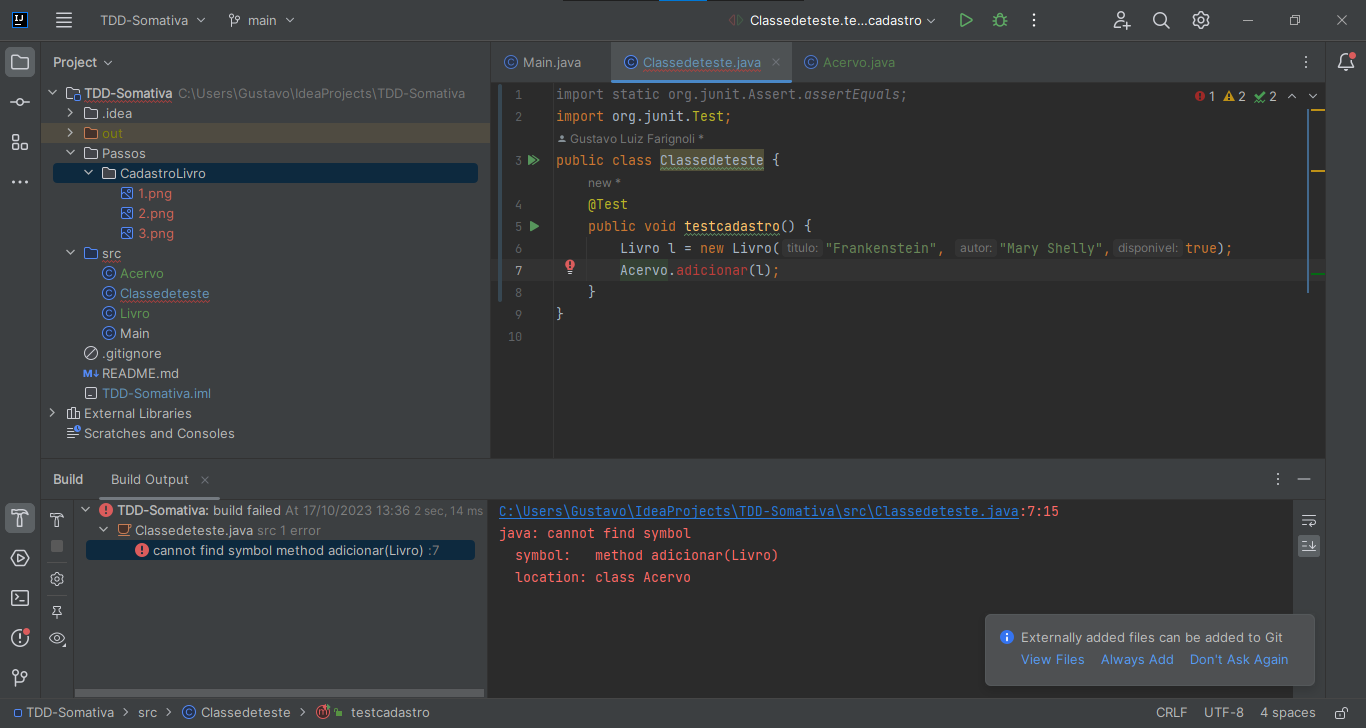 TDD-Somativa
main
Classedeteste.te...cadastro
Project
Main.java
Classedeteste.java
Acervo.java
TDD-Somativa C:\Users\Gustavo\IdeaProjects\TDD-Somativa
.idea
out
Passos
CadastroLivro
1.png
2.png
3.png
src
Acervo
Classedeteste
Livro
Main
.gitignore
README.md
TDD-Somativa.iml
External Libraries
Scratches and Consoles
1 2 2
1 import static org.junit.Assert.assertEquals;
2 import org.junit.Test;
Gustavo Luiz Farignoli *
3 public class Classedeteste {
new *
4 @Test
5 public void testcadastro() {
6 Livro l = new Livro( titulo: "Frankenstein", autor: "Mary Shelly", disponivel: true);
7 Acervo.adicionar(l);
8 }
9 }
10
Build
Build Output
TDD-Somativa: build failed At 17/10/2023 13:36 2 sec, 14 ms
Classedeteste.java src 1 error
cannot find symbol method adicionar(Livro) :7
C:\Users\Gustavo\IdeaProjects\TDD-Somativa\src\Classedeteste.java:7:15
java: cannot find symbol
symbol: method adicionar(Livro)
location: class Acervo
Externally added files can be added to Git
View Files Always Add Don't Ask Again
TDD-Somativa > src > Classedeteste > testcadastro
CRLF UTF-8 4 spaces